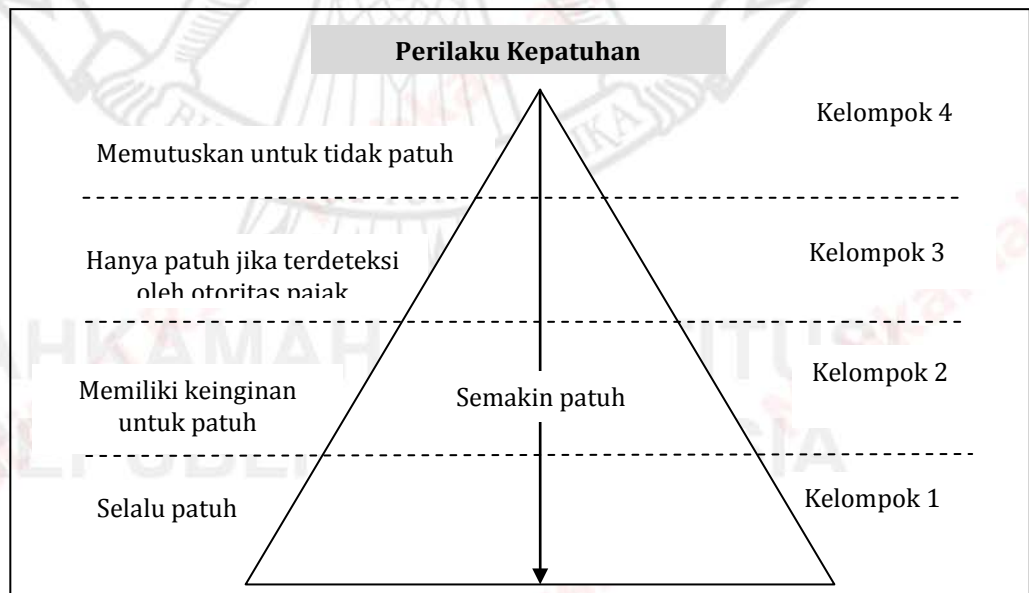 Perilaku Kepatuhan
Kelompok 4
Memutuskan untuk tidak patuh
Hanya patuh jika terdeteksi
oleh otoritas pajak
Kelompok 3
Memiliki keinginan
untuk patuh
Semakin patuh
Kelompok 2
Selalu patuh
Kelompok 1